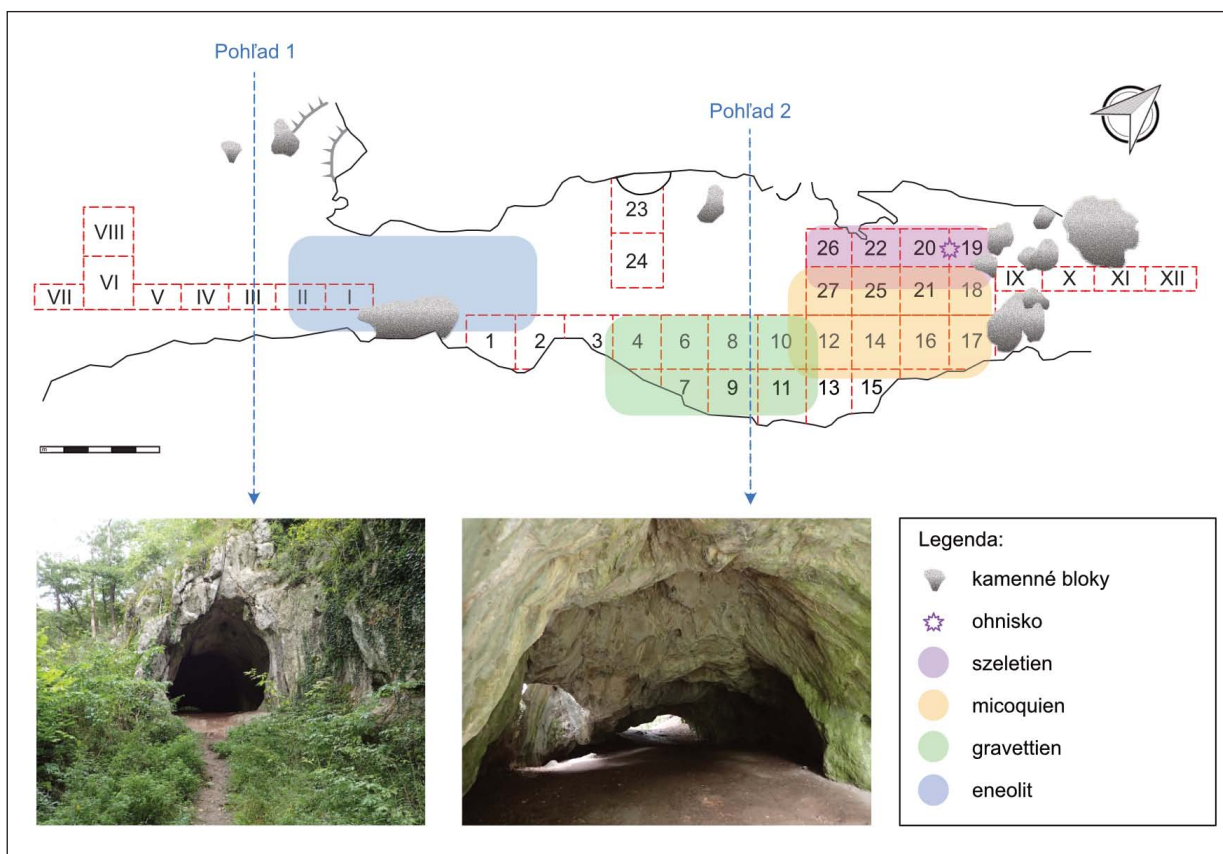 Pohľad 1
Pohľad 2
23
VIII
26 22 20 19
24
VI
27 25 21 18 IX X XI XII
VII V IV III II I
1 2 3 4 6 8 10 12 14 16 17
7 9 11 13 15
m
Legenda:
kamenné bloky
ohnisko
szeletien
micoquien
gravettien
eneolit